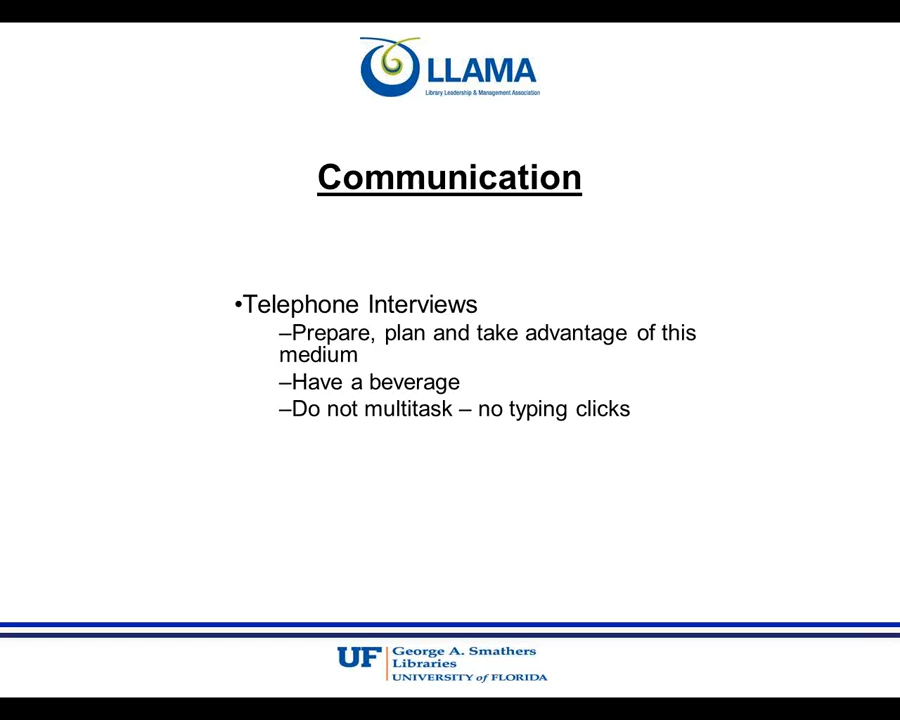 LLAMA
Library Leadership & Management Association
Communication
•Telephone Interviews
–Prepare, plan and take advantage of this
medium
–Have a beverage
–Do not multitask – no typing clicks
UF
George A. Smathers
Libraries
UNIVERSITY of FLORIDA